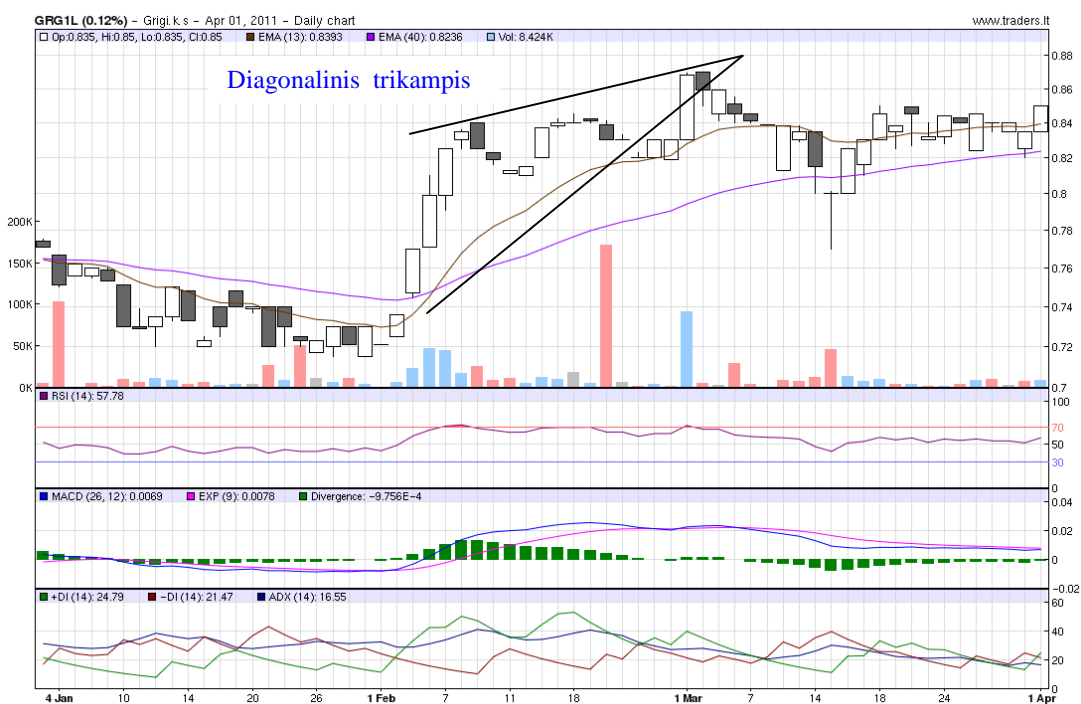 GRG1L (0.12%) - Grigi.k.s - Apr 01, 2011 - Daily chart www.traders.lt
Op:0.835, Hi:0.85, Lo:0.835, Cl:0.85 EMA (13): 0.8393 EMA (40): 0.8236 Vol: 8.424K
Diagonalinis trikampis
0.88
0.86
0.84
0.82
0.8
0.78
0.76
0.74
0.72
0.7
200K
150K
100K
50K
0K
RSI (14): 57.78
100
70
50
30
0
MACD (26, 12): 0.0069 EXP (9): 0.0078 Divergence: -9.756E-4
0.04
0.02
0
-0.02
+DI (14): 24.79 -DI (14): 21.47 ADX (14): 16.55
60
40
20
0
4 Jan 10 14 20 26 1 Feb 7 11 18 1 Mar 7 14 18 24 1 Apr